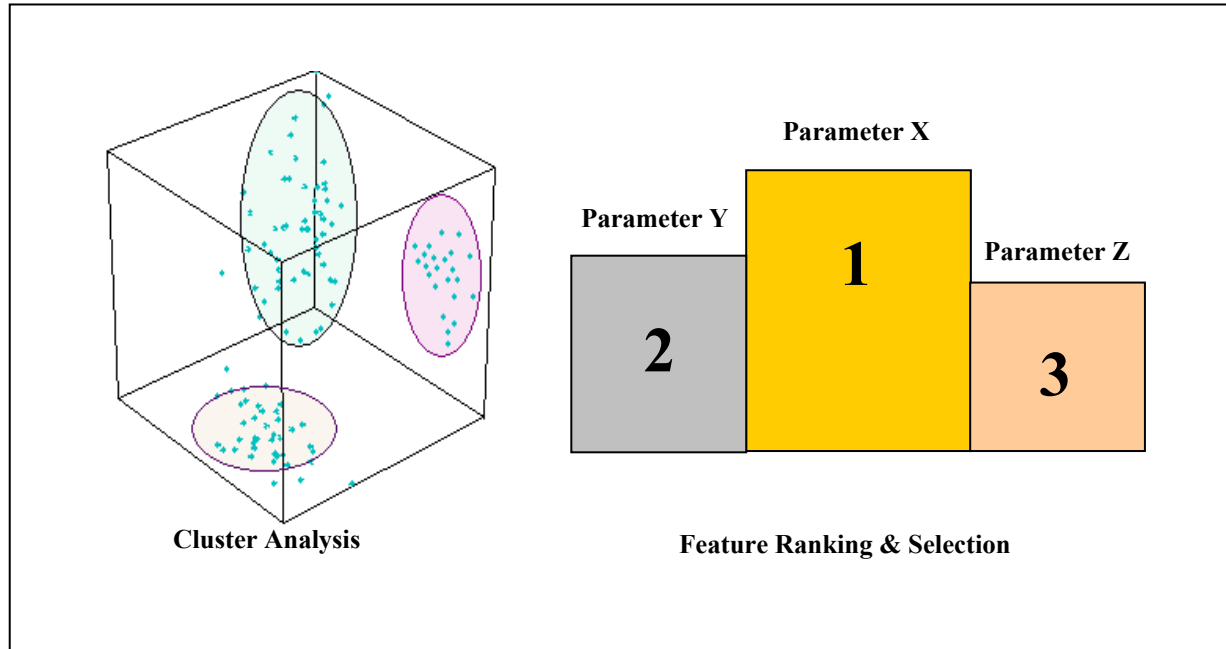 Parameter X
Parameter Y
Parameter Z
1
2
3
Cluster Analysis
Feature Ranking & Selection